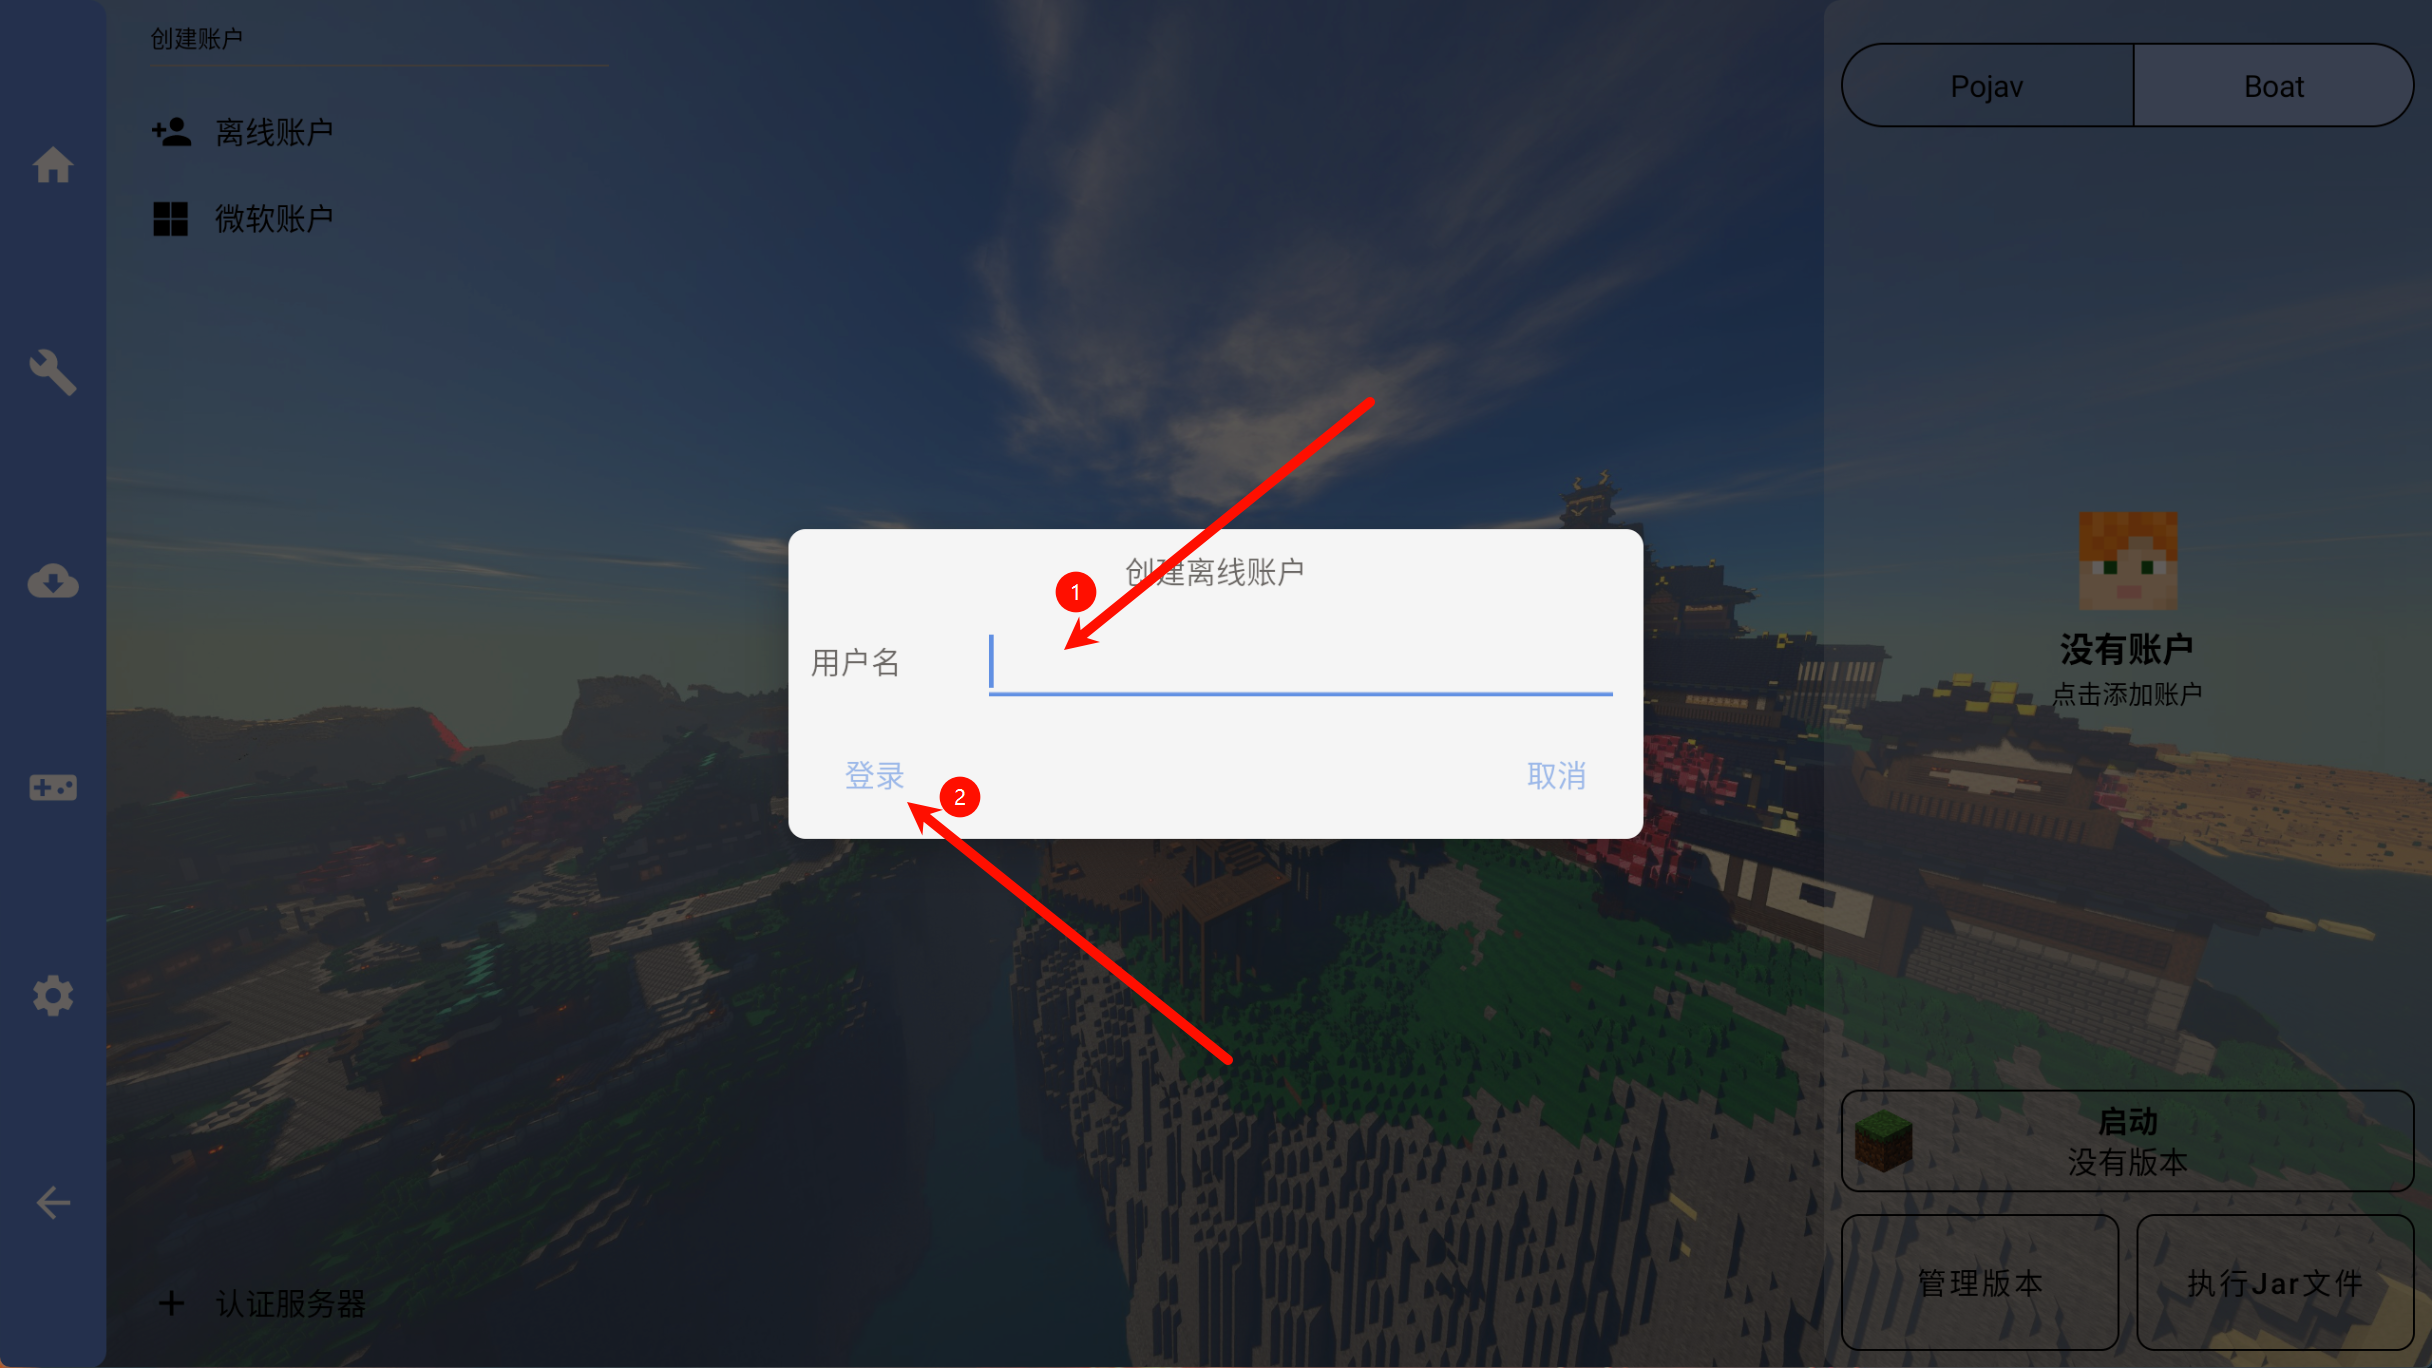 创建账户
离线账户
微软账户
认证服务器
创建离线账户
1
用户名
登录
2
取消
Pojav
Boat
没有账户
点击添加账户
启动
没有版本
管理版本
执行Jar文件